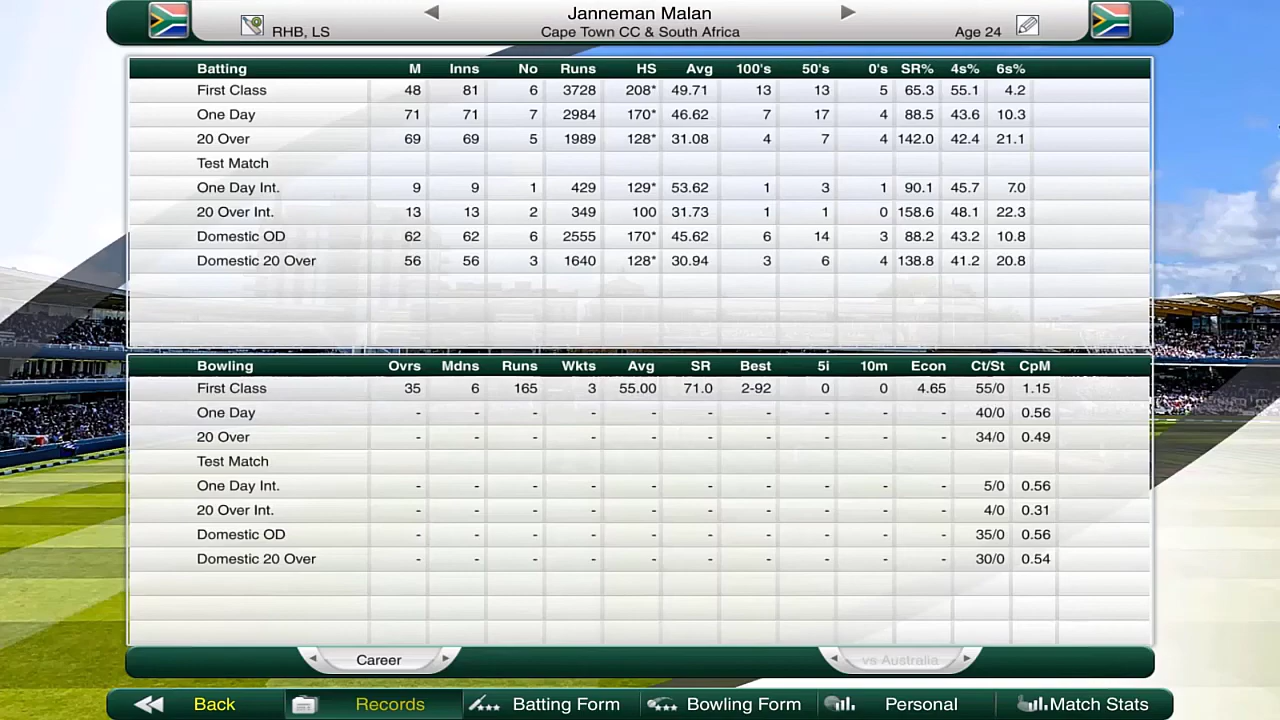 Janneman Malan
RHB, LS Cape Town CC & South Africa Age 24
Batting M Inns No Runs HS Avg 100's 50's 0's SR% 4s% 6s%
First Class 48 81 6 3728 208* 49.71 13 13 5 65.3 55.1 4.2
One Day 71 71 7 2984 170* 46.62 7 17 4 88.5 43.6 10.3
20 Over 69 69 5 1989 128* 31.08 4 7 4 142.0 42.4 21.1
Test Match
One Day Int. 9 9 1 429 129* 53.62 1 3 1 90.1 45.7 7.0
20 Over Int. 13 13 2 349 100 31.73 1 1 0 158.6 48.1 22.3
Domestic OD 62 62 6 2555 170* 45.62 6 14 3 88.2 43.2 10.8
Domestic 20 Over 56 56 3 1640 128* 30.94 3 6 4 138.8 41.2 20.8
Bowling Ovrs Mdns Runs Wkts Avg SR Best 5i 10m Econ Ct/St CpM
First Class 35 6 165 3 55.00 71.0 2-92 0 0 4.65 55/0 1.15
One Day - - - - - - - - - - 40/0 0.56
20 Over - - - - - - - - - - 34/0 0.49
Test Match
One Day Int. - - - - - - - - - - 5/0 0.56
20 Over Int. - - - - - - - - - - 4/0 0.31
Domestic OD - - - - - - - - - - 35/0 0.56
Domestic 20 Over - - - - - - - - - - 30/0 0.54
Career vs Australia
Back Records Batting Form Bowling Form Personal Match Stats